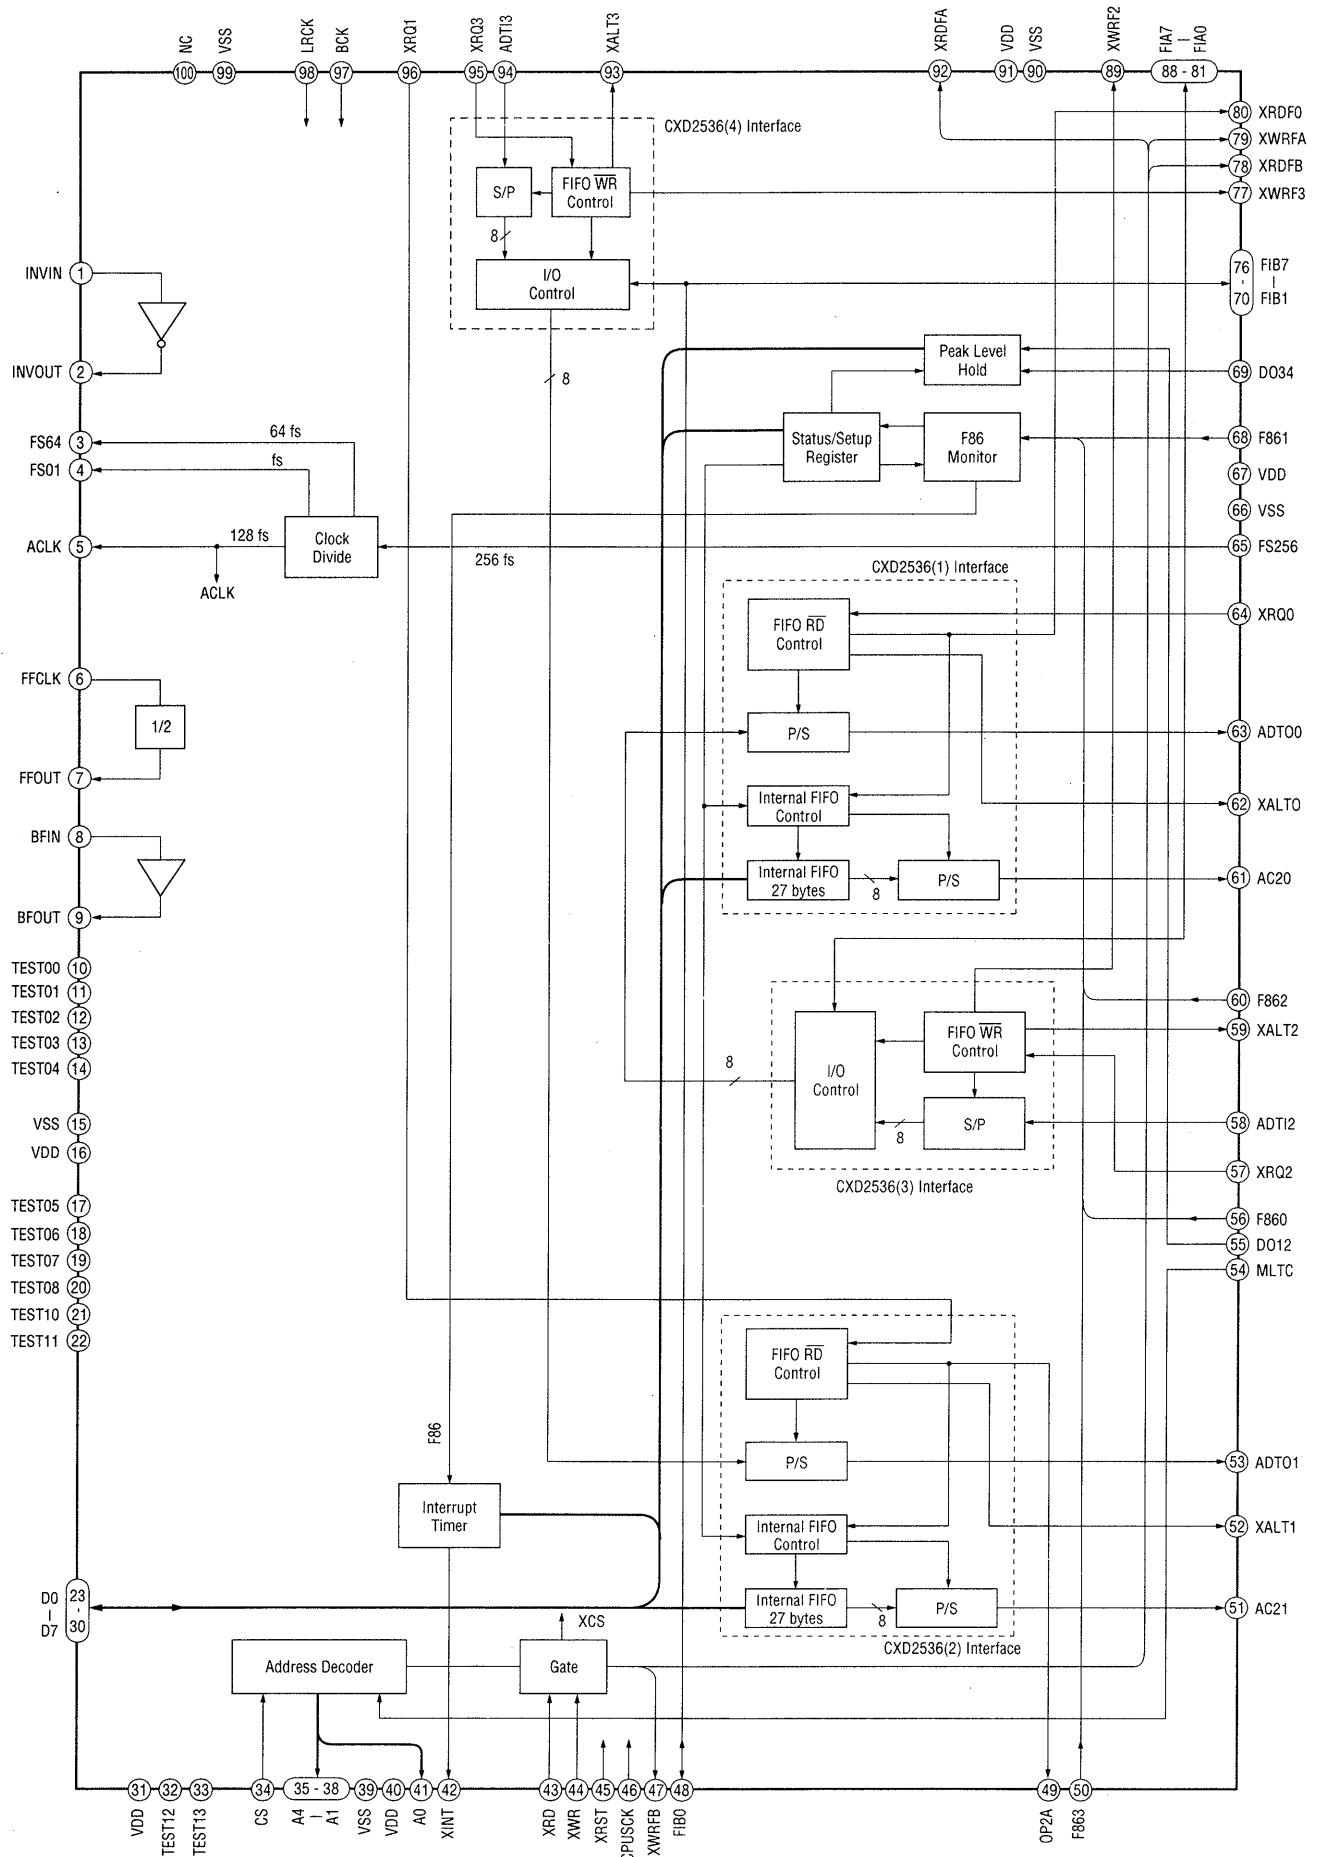 NC
VSS
LRCK
BCK
XRQ1
XRQ3
ADTI3
XALT3
XRDFA
VDD
VSS
XWRF2
FIA7
|
FIA0
100
99
98
97
96
95
94
93
92
91
90
89
88 - 81
CXD2536(4) Interface
80 XRDF0
79 XWRFA
78 XRDFB
77 XWRF3
S/P
FIFO WR
Control
8
I/O
Control
76 FIB7
- |
70 FIB1
INVIN 1
INVOUT 2
8
Peak Level
Hold
69 DO34
FS64 3
64 fs
FS01 4
fs
Status/Setup
Register
F86
Monitor
68 F861
67 VDD
66 VSS
ACLK 5
128 fs
Clock
Divide
256 fs
65 FS256
ACLK
CXD2536(1) Interface
FIFO RD
Control
64 XRQ0
FFCLK 6
1/2
FFOUT 7
P/S
63 ADTO0
BFIN 8
BFOUT 9
Internal FIFO
Control
62 XALTO
Internal FIFO
27 bytes
8
P/S
61 AC20
TEST00 10
TEST01 11
TEST02 12
TEST03 13
TEST04 14
60 F862
59 XALT2
FIFO WR
Control
I/O
Control
8
S/P
8
58 ADTI2
VSS 15
VDD 16
57 XRQ2
CXD2536(3) Interface
TEST05 17
TEST06 18
TEST07 19
TEST08 20
TEST10 21
TEST11 22
56 F860
55 DO12
54 MLTC
FIFO RD
Control
F86
P/S
53 ADTO1
Interrupt
Timer
Internal FIFO
Control
52 XALT1
D0 23
| -
D7 30
Internal FIFO
27 bytes
8
P/S
51 AC21
XCS
CXD2536(2) Interface
Address Decoder
Gate
31
32
33
34
35 - 38
39
40
41
42
43
44
45
46
47
48
49
50
VDD
TEST12
TEST13
CS
A4
|
A1
VSS
VDD
A0
XINT
XRD
XWR
XRST
CPUSCK
XWRFB
FIB0
OP2A
F863